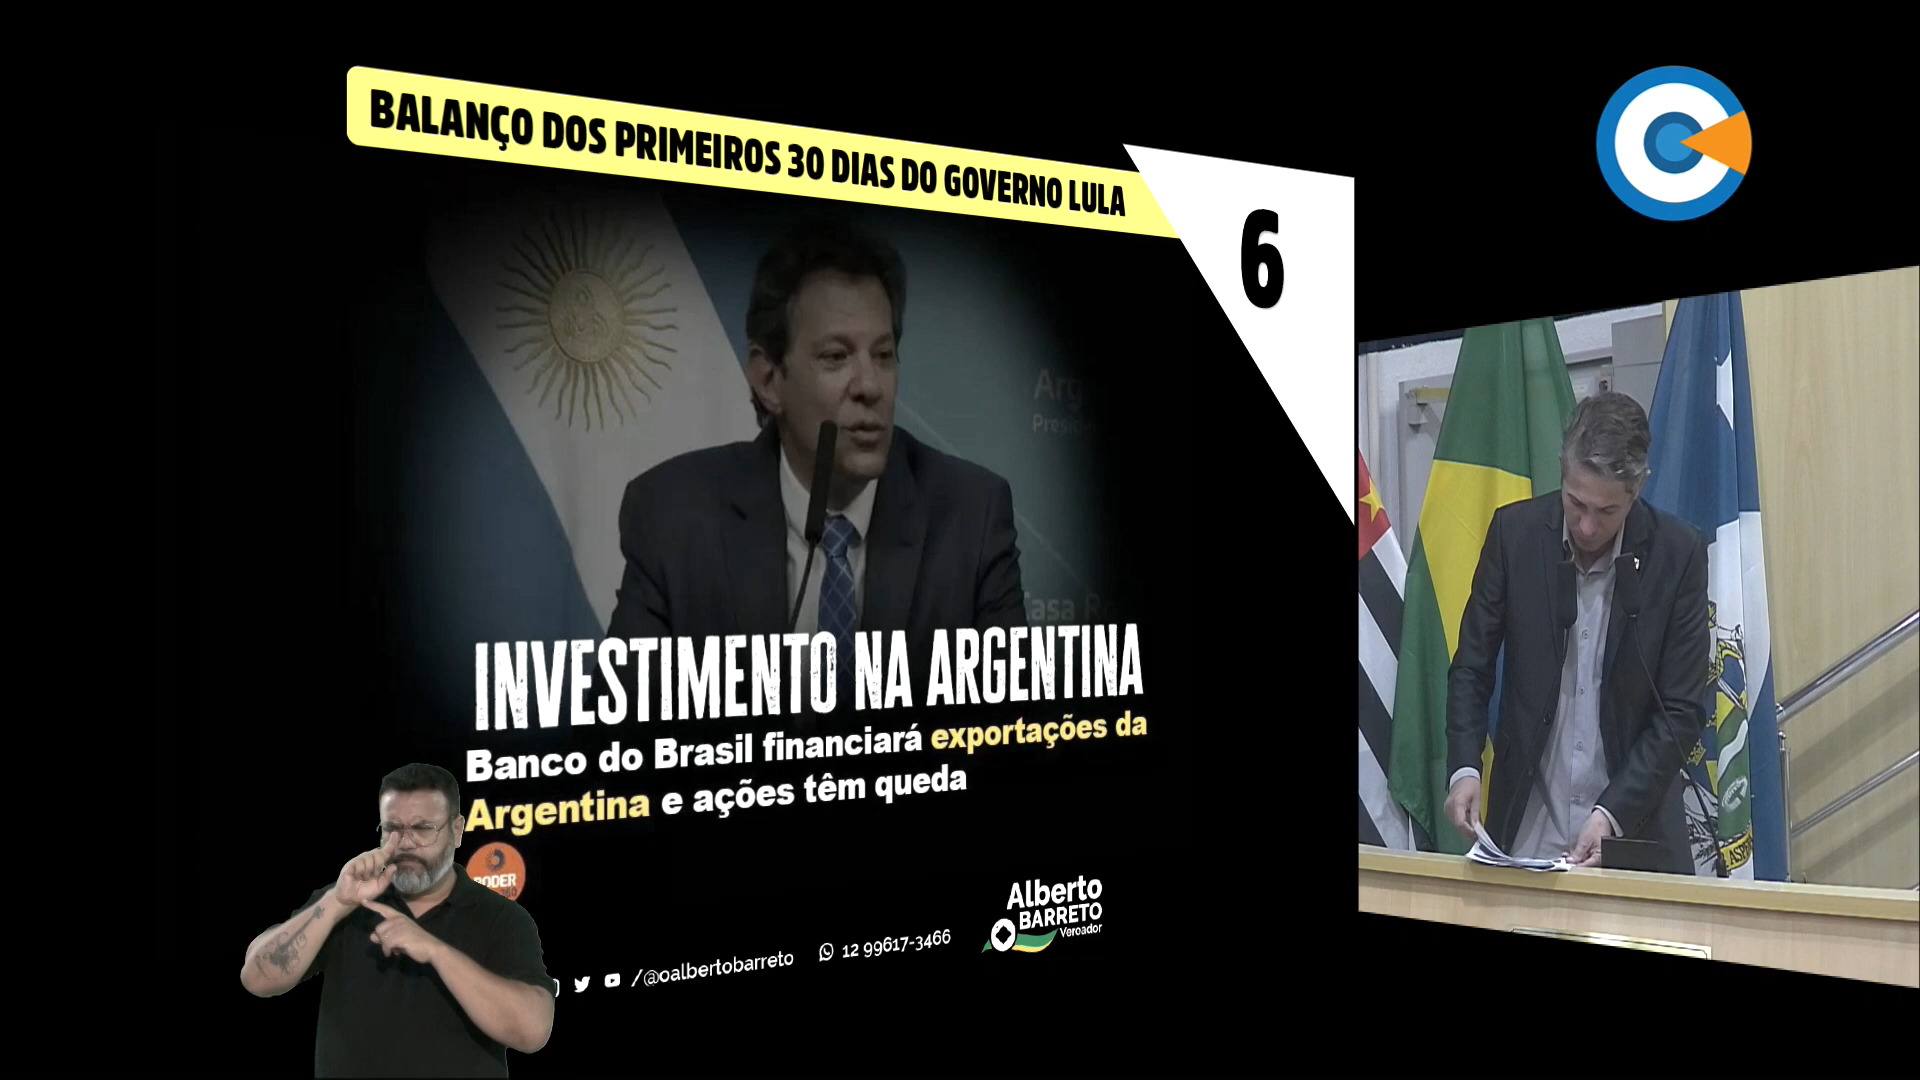 BALANÇO DOS PRIMEIROS 30 DIAS DO GOVERNO LULA
6
INVESTIMENTO NA ARGENTINA
Banco do Brasil financiará exportações da
Argentina e ações têm queda
/@oalbertobarreto
12 99617-3466
Alberto
BARRETO
Vereador